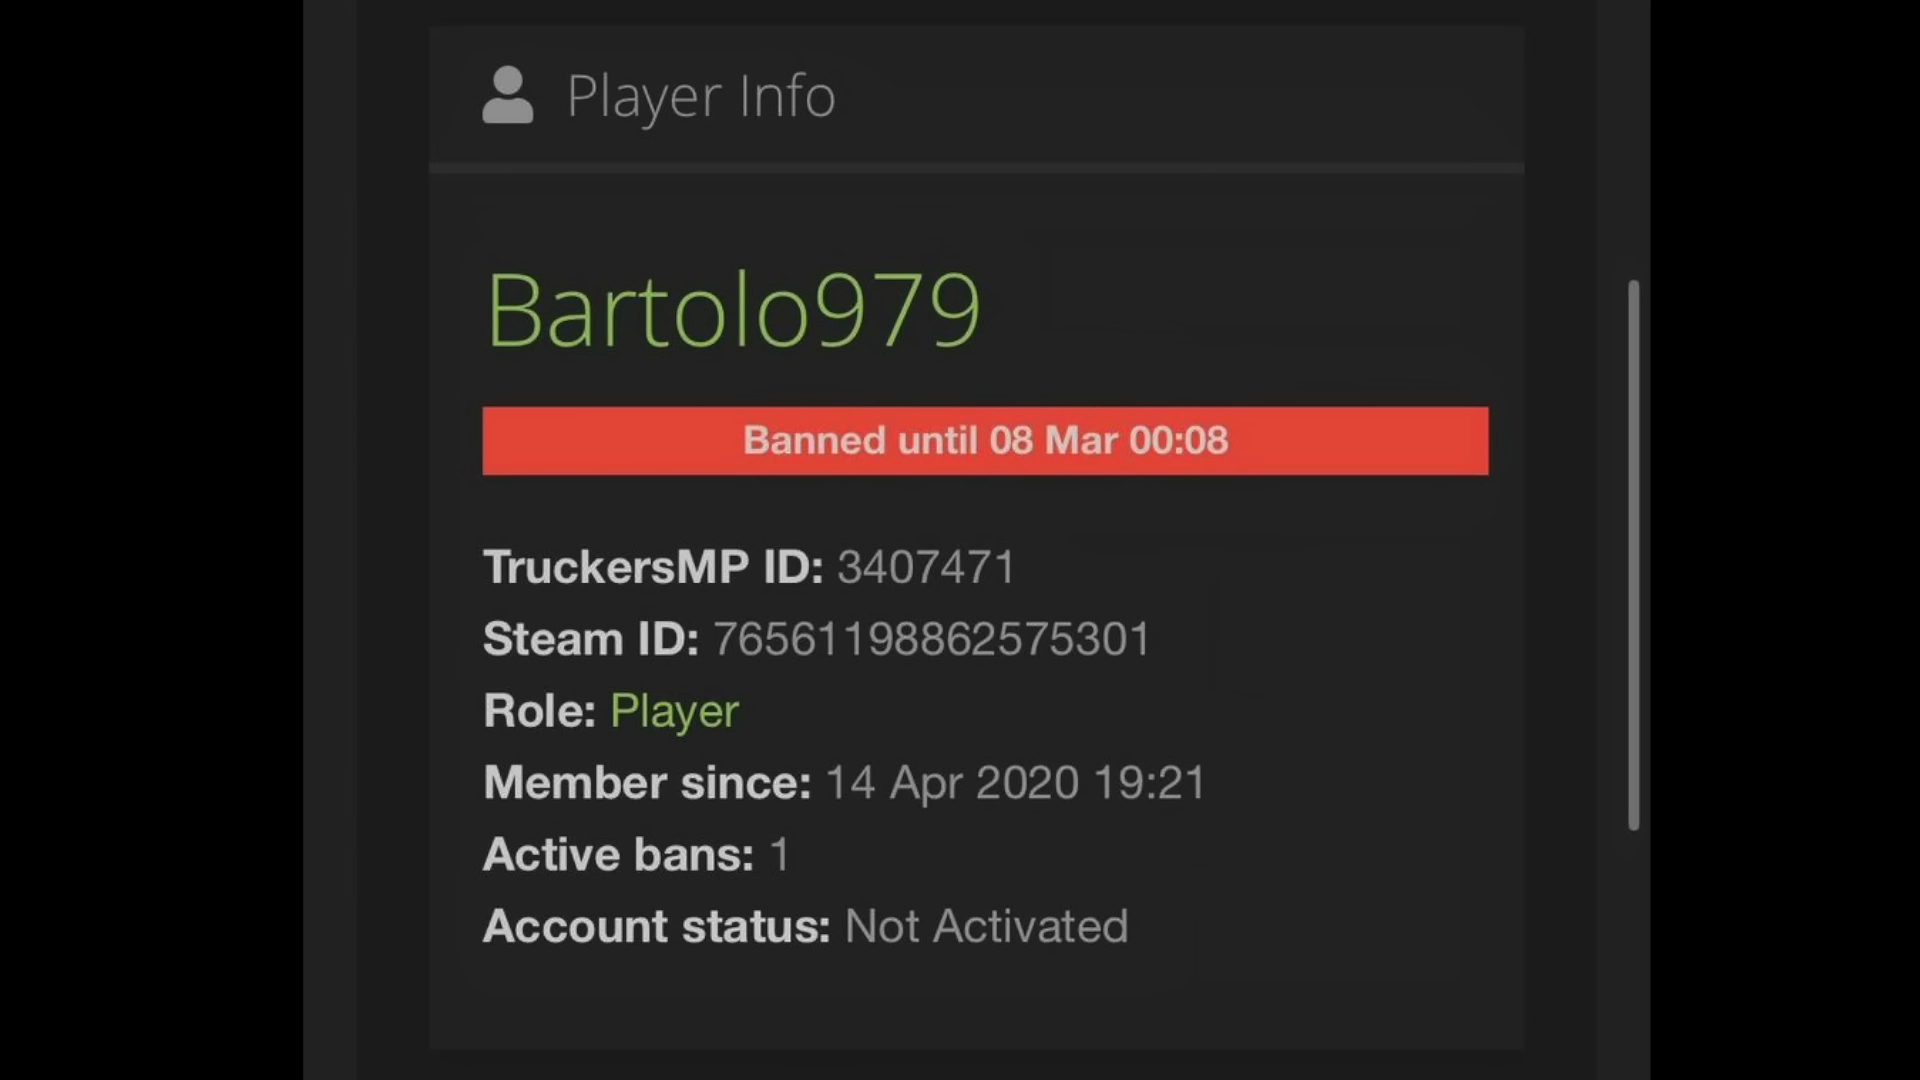 Player Info
Bartolo979
Banned until 08 Mar 00:08
TruckersMP ID: 3407471
Steam ID: 76561198862575301
Role: Player
Member since: 14 Apr 2020 19:21
Active bans: 1
Account status: Not Activated